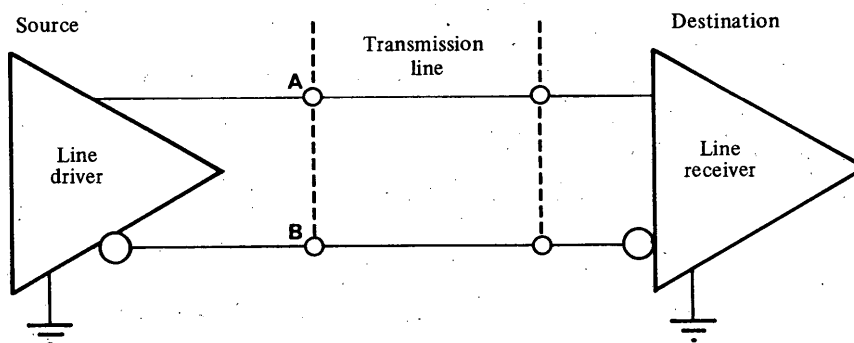 Source
Destination
Transmission
line
A
Line
driver
Line
receiver
B